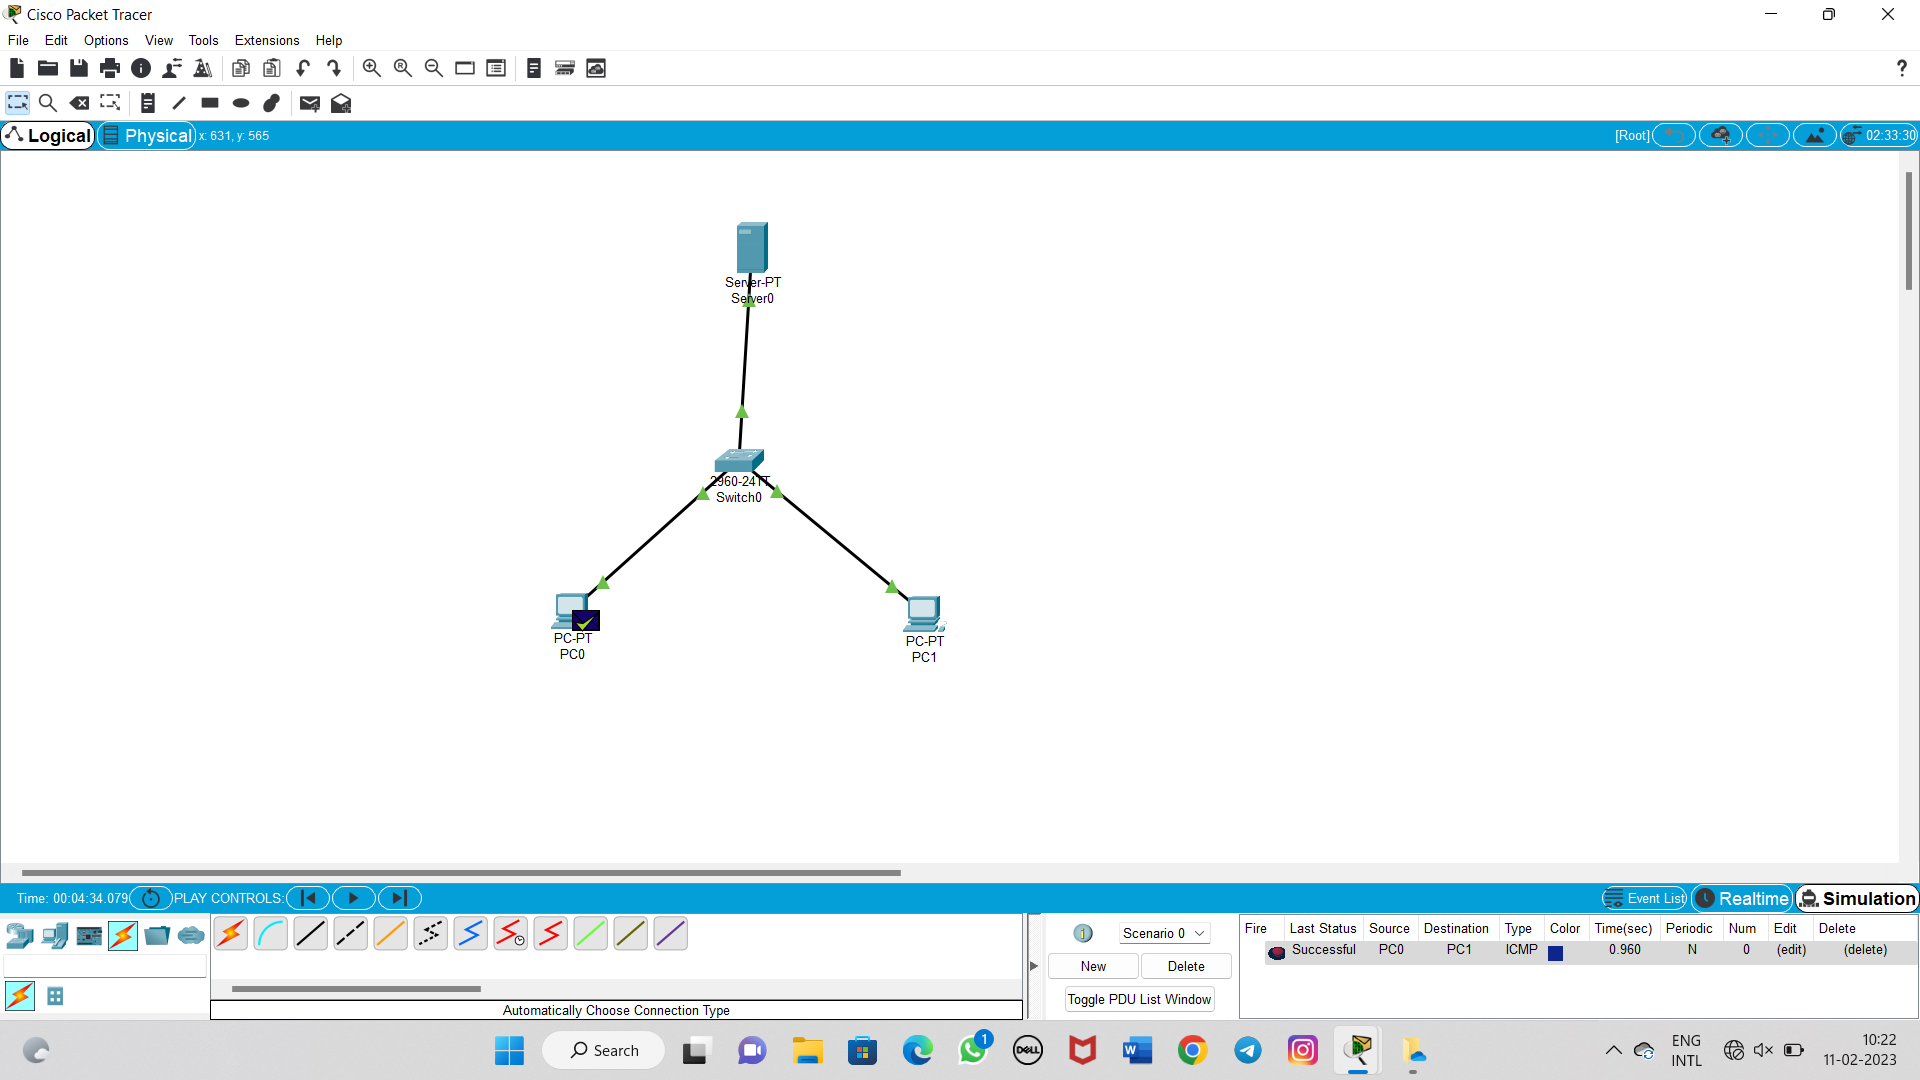 Cisco Packet Tracer
File Edit Options View Tools Extensions Help
?
Logical Physical x: 631, y: 565 [Root] 02:33:30
Server-PT
Server0
2960-24TT
Switch0
PC-PT
PC0
PC-PT
PC1
Time: 00:04:34.079 PLAY CONTROLS: Event List Realtime Simulation
Scenario 0
New Delete
Toggle PDU List Window
Fire Last Status Source Destination Type Color Time(sec) Periodic Num Edit Delete
Successful PC0 PC1 ICMP 0.960 N 0 (edit) (delete)
Automatically Choose Connection Type
Search
1
DELL
ENG
INTL
10:22
11-02-2023